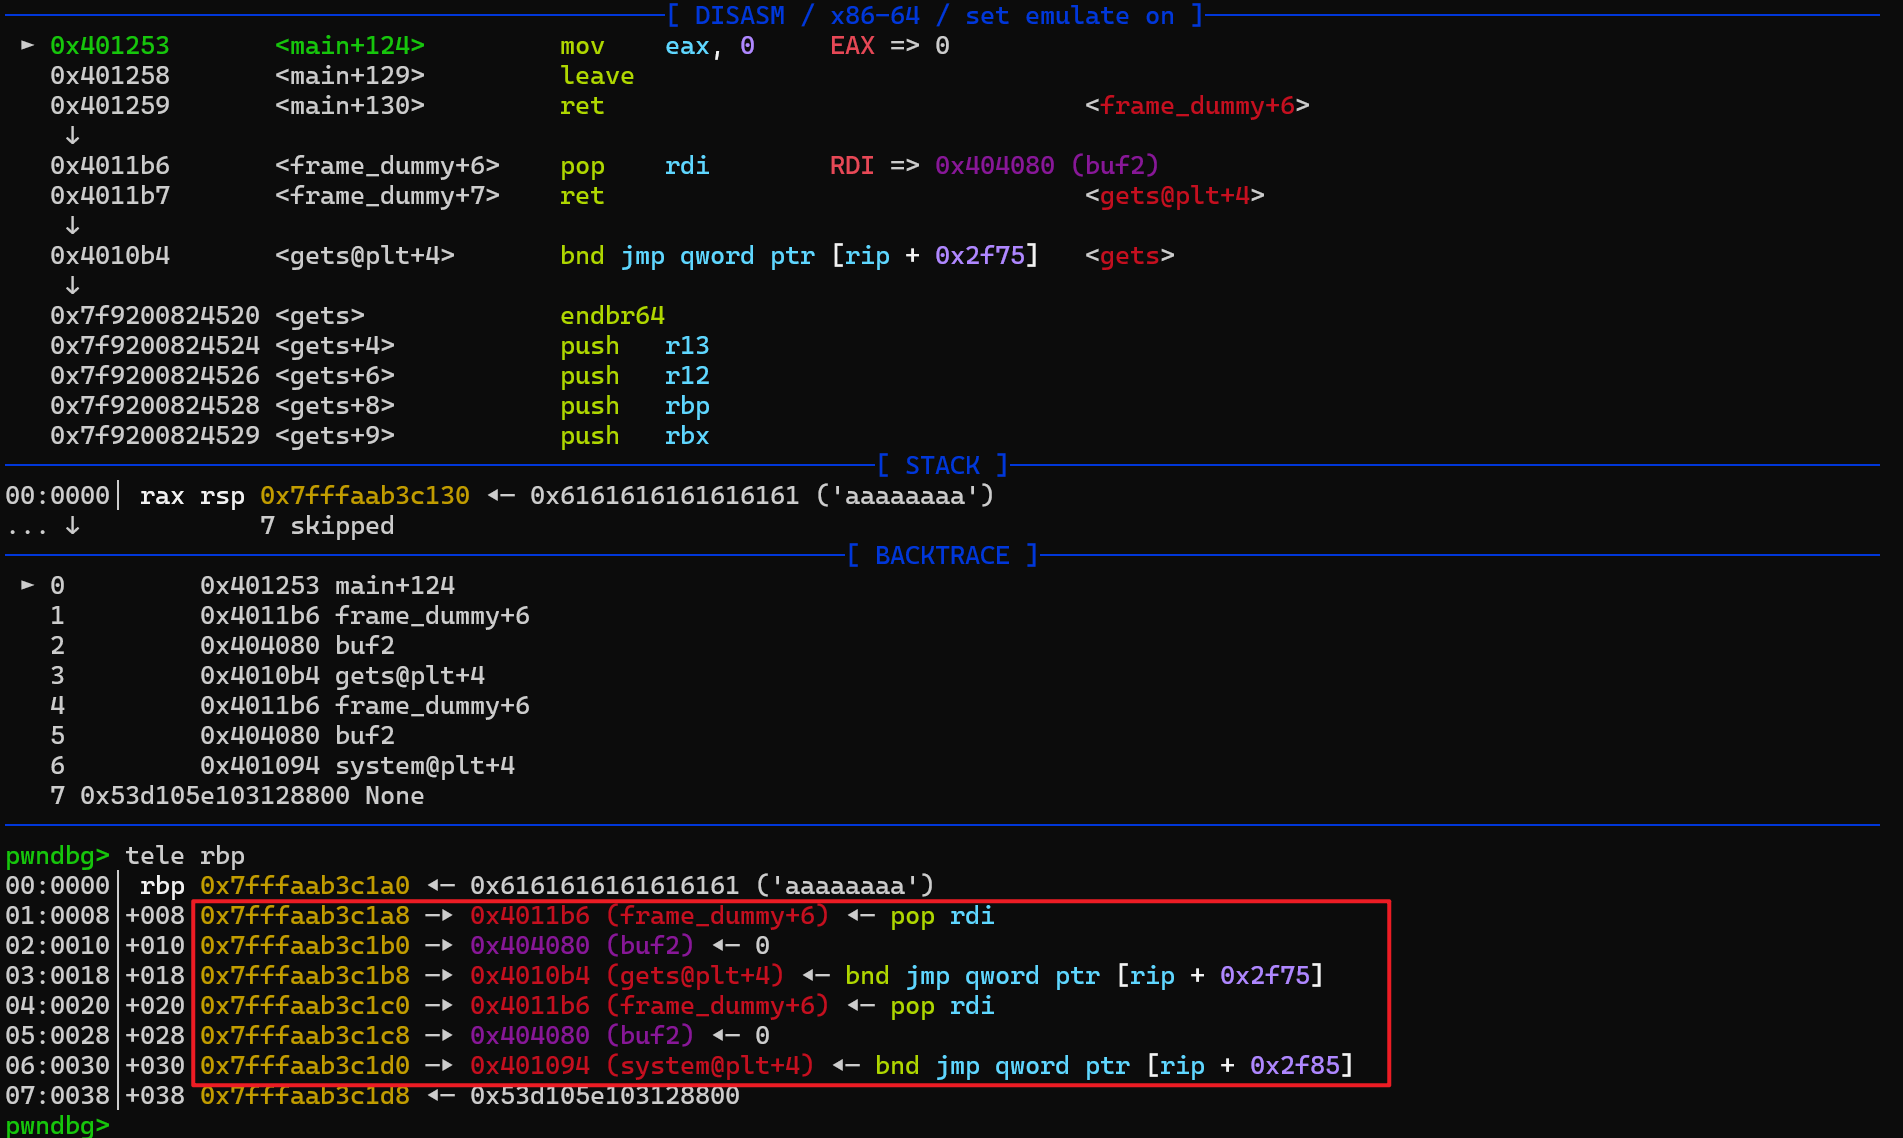 [ DISASM / x86-64 / set emulate on ]
► 0x401253 <main+124> mov eax, 0 EAX => 0
0x401258 <main+129> leave
0x401259 <main+130> ret <frame_dummy+6>
↓
0x4011b6 <frame_dummy+6> pop rdi RDI => 0x404080 (buf2)
0x4011b7 <frame_dummy+7> ret <gets@plt+4>
↓
0x4010b4 <gets@plt+4> bnd jmp qword ptr [rip + 0x2f75] <gets>
↓
0x7f9200824520 <gets> endbr64
0x7f9200824524 <gets+4> push r13
0x7f9200824526 <gets+6> push r12
0x7f9200824528 <gets+8> push rbp
0x7f9200824529 <gets+9> push rbx
[ STACK ]
00:0000│ rax rsp 0x7fffaab3c130 ◂— 0x6161616161616161 ('aaaaaaaa')
... ↓ 7 skipped
[ BACKTRACE ]
► 0 0x401253 main+124
1 0x4011b6 frame_dummy+6
2 0x404080 buf2
3 0x4010b4 gets@plt+4
4 0x4011b6 frame_dummy+6
5 0x404080 buf2
6 0x401094 system@plt+4
7 0x53d105e103128800 None
pwndbg> tele rbp
00:0000│ rbp 0x7fffaab3c1a0 ◂— 0x6161616161616161 ('aaaaaaaa')
01:0008│+008 0x7fffaab3c1a8 —▸ 0x4011b6 (frame_dummy+6) ◂— pop rdi
02:0010│+010 0x7fffaab3c1b0 —▸ 0x404080 (buf2) ◂— 0
03:0018│+018 0x7fffaab3c1b8 —▸ 0x4010b4 (gets@plt+4) ◂— bnd jmp qword ptr [rip + 0x2f75]
04:0020│+020 0x7fffaab3c1c0 —▸ 0x4011b6 (frame_dummy+6) ◂— pop rdi
05:0028│+028 0x7fffaab3c1c8 —▸ 0x404080 (buf2) ◂— 0
06:0030│+030 0x7fffaab3c1d0 —▸ 0x401094 (system@plt+4) ◂— bnd jmp qword ptr [rip + 0x2f85]
07:0038│+038 0x7fffaab3c1d8 ◂— 0x53d105e103128800
pwndbg>